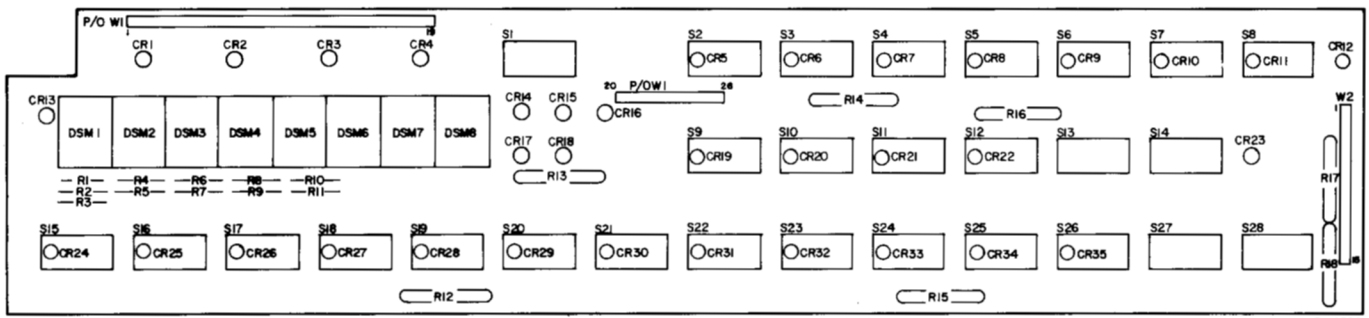 P/O W1
1 19
CR1 CR2 CR3 CR4
S1 S2 S3 S4 S5 S6 S7 S8
CR5 CR6 CR7 CR8 CR9 CR10 CR11 CR12
20 P/O W1 26
CR13 CR14 CR15 CR16 R14 R16 W2
1
DSM1 DSM2 DSM3 DSM4 DSM5 DSM6 DSM7 DSM8
S9 S10 S11 S12 S13 S14
CR17 CR18 CR19 CR20 CR21 CR22 CR23
R1 R4 R6 R8 R10 R13 R17
R2 R5 R7 R9 R11
R3
S15 S16 S17 S18 S19 S20 S21 S22 S23 S24 S25 S26 S27 S28
CR24 CR25 CR26 CR27 CR28 CR29 CR30 CR31 CR32 CR33 CR34 CR35
R18
R12 R15